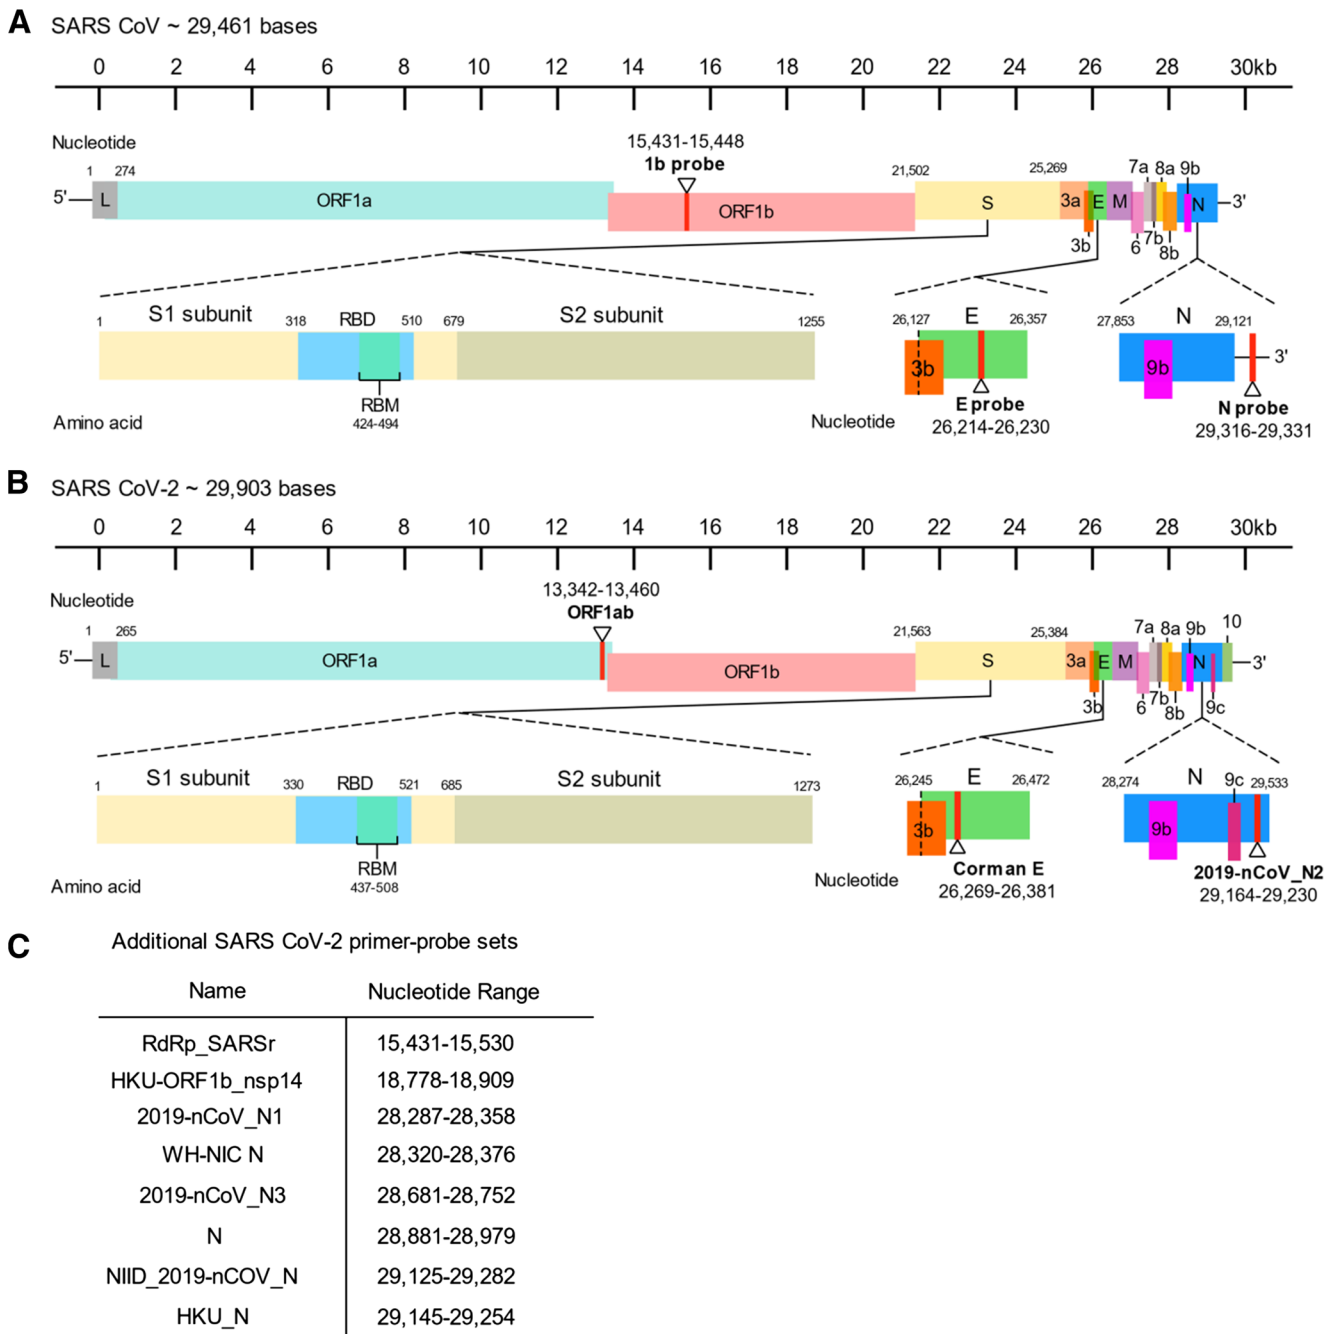 A SARS CoV ~ 29,461 bases
0 2 4 6 8 10 12 14 16 18 20 22 24 26 28 30kb
Nucleotide
15,431-15,448
1b probe
1 274 21,502 25,269 7a 8a 9b
5' L ORF1a ORF1b S 3a E M N 3'
3b 6 7b 8b
S1 subunit RBD S2 subunit E N
1 318 510 679 1255 26,127 26,357 27,853 29,121
3b 9b 3'
RBM E probe N probe
Amino acid 424-494 Nucleotide 26,214-26,230 29,316-29,331
B SARS CoV-2 ~ 29,903 bases
0 2 4 6 8 10 12 14 16 18 20 22 24 26 28 30kb
Nucleotide
13,342-13,460
ORF1ab
1 265 21,563 25,384 7a 8a 9b 10
5' L ORF1a ORF1b S 3a E M N 3'
3b 6 7b 8b 9c
S1 subunit RBD S2 subunit E N 9c
1 330 521 685 1273 26,245 26,472 28,274 29,533
3b 9b
RBM Corman E 2019-nCoV_N2
Amino acid 437-508 Nucleotide 26,269-26,381 29,164-29,230
C Additional SARS CoV-2 primer-probe sets
Name Nucleotide Range
RdRp_SARSr 15,431-15,530
HKU-ORF1b_nsp14 18,778-18,909
2019-nCoV_N1 28,287-28,358
WH-NIC N 28,320-28,376
2019-nCoV_N3 28,681-28,752
N 28,881-28,979
NIID_2019-nCOV_N 29,125-29,282
HKU_N 29,145-29,254